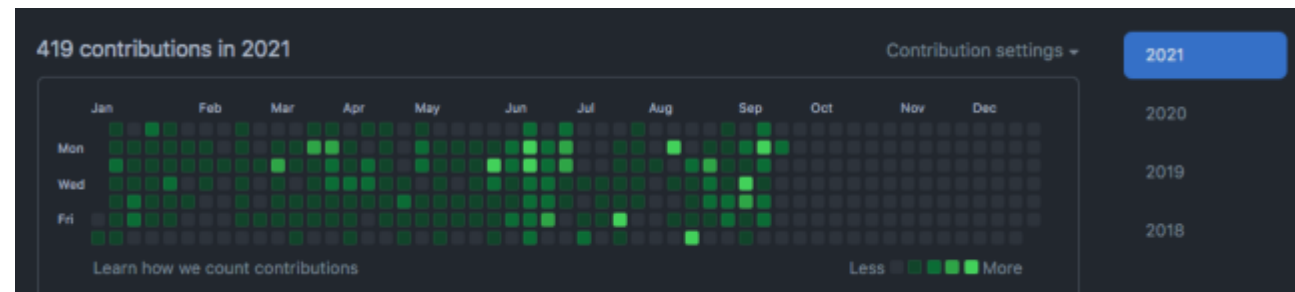 419 contributions in 2021
Contribution settings
2021
2020
2019
2018
Jan Feb Mar Apr May Jun Jul Aug Sep Oct Nov Dec
Mon
Wed
Fri
Learn how we count contributions
Less More